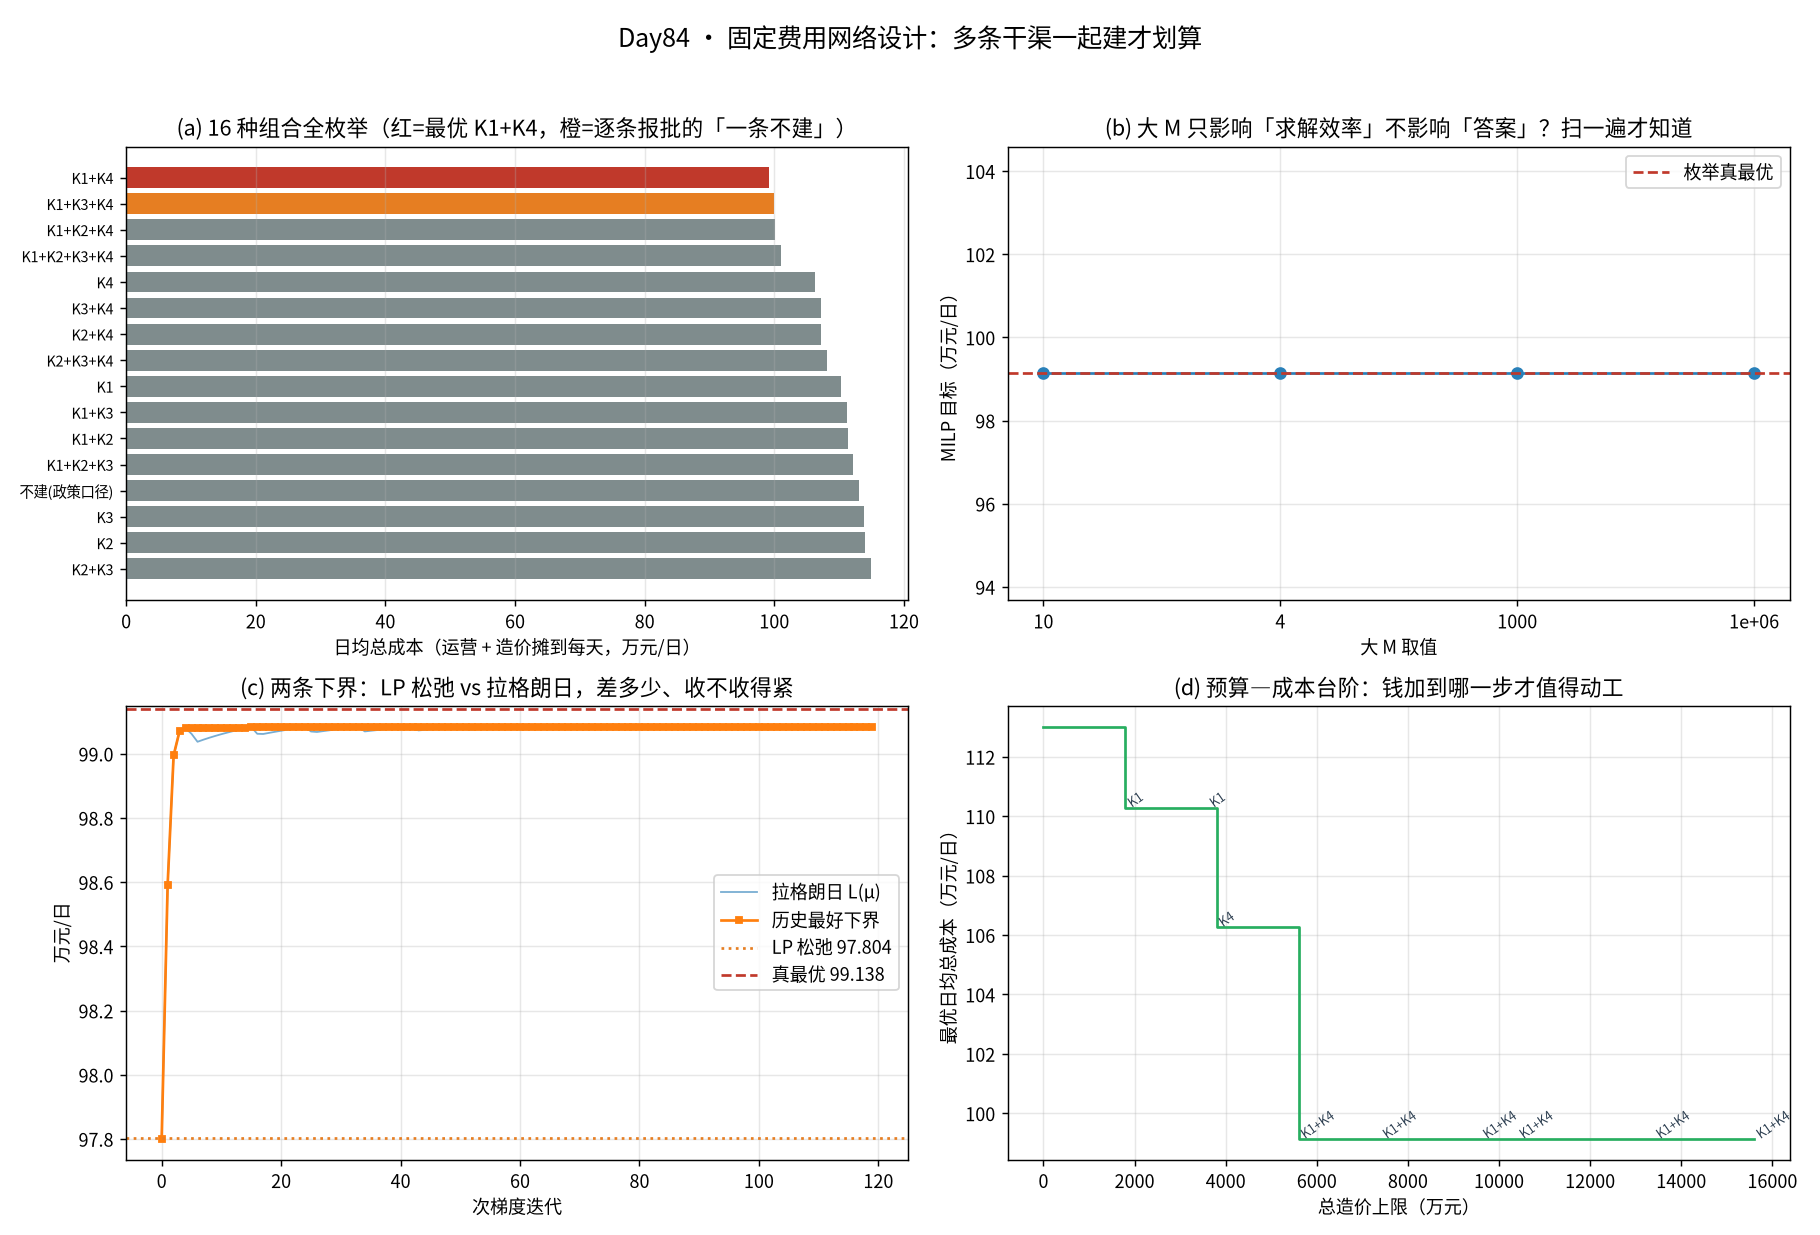 Day84 · 固定费用网络设计：多条干渠一起建才划算
(a) 16 种组合全枚举（红=最优 K1+K4，橙=逐条报批的「一条不建」）
K1+K4
K1+K3+K4
K1+K2+K4
K1+K2+K3+K4
K4
K3+K4
K2+K4
K2+K3+K4
K1
K1+K3
K1+K2
K1+K2+K3
不建(政策口径)
K3
K2
K2+K3
0 20 40 60 80 100 120
日均总成本（运营 + 造价摊到每天，万元/日）
(b) 大 M 只影响「求解效率」不影响「答案」？扫一遍才知道
枚举真最优
104
102
100
98
96
94
MILP 目标（万元/日）
10 4 1000 1e+06
大 M 取值
(c) 两条下界：LP 松弛 vs 拉格朗日，差多少、收不收得紧
99.0
98.8
98.6
98.4
98.2
98.0
97.8
万元/日
拉格朗日 L(μ)
历史最好下界
LP 松弛 97.804
真最优 99.138
0 20 40 60 80 100 120
次梯度迭代
(d) 预算—成本台阶：钱加到哪一步才值得动工
112
110
108
106
104
102
100
最优日均总成本（万元/日）
K1
K1
K4
K1+K4
K1+K4
K1+K4
K1+K4
K1+K4
K1+K4
0 2000 4000 6000 8000 10000 12000 14000 16000
总造价上限（万元）